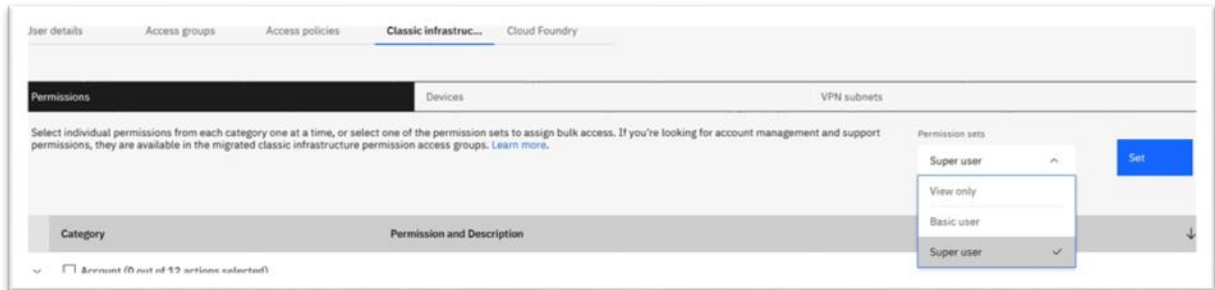 User details Access groups Access policies Classic infrastruc... Cloud Foundry
Permissions Devices VPN subnets
Select individual permissions from each category one at a time, or select one of the permission sets to assign bulk access. If you're looking for account management and support
permissions, they are available in the migrated classic infrastructure permission access groups. Learn more.
Permission sets
Super user
Set
View only
Basic user
Super user
Category Permission and Description
Account (0 out of 12 actions selected)